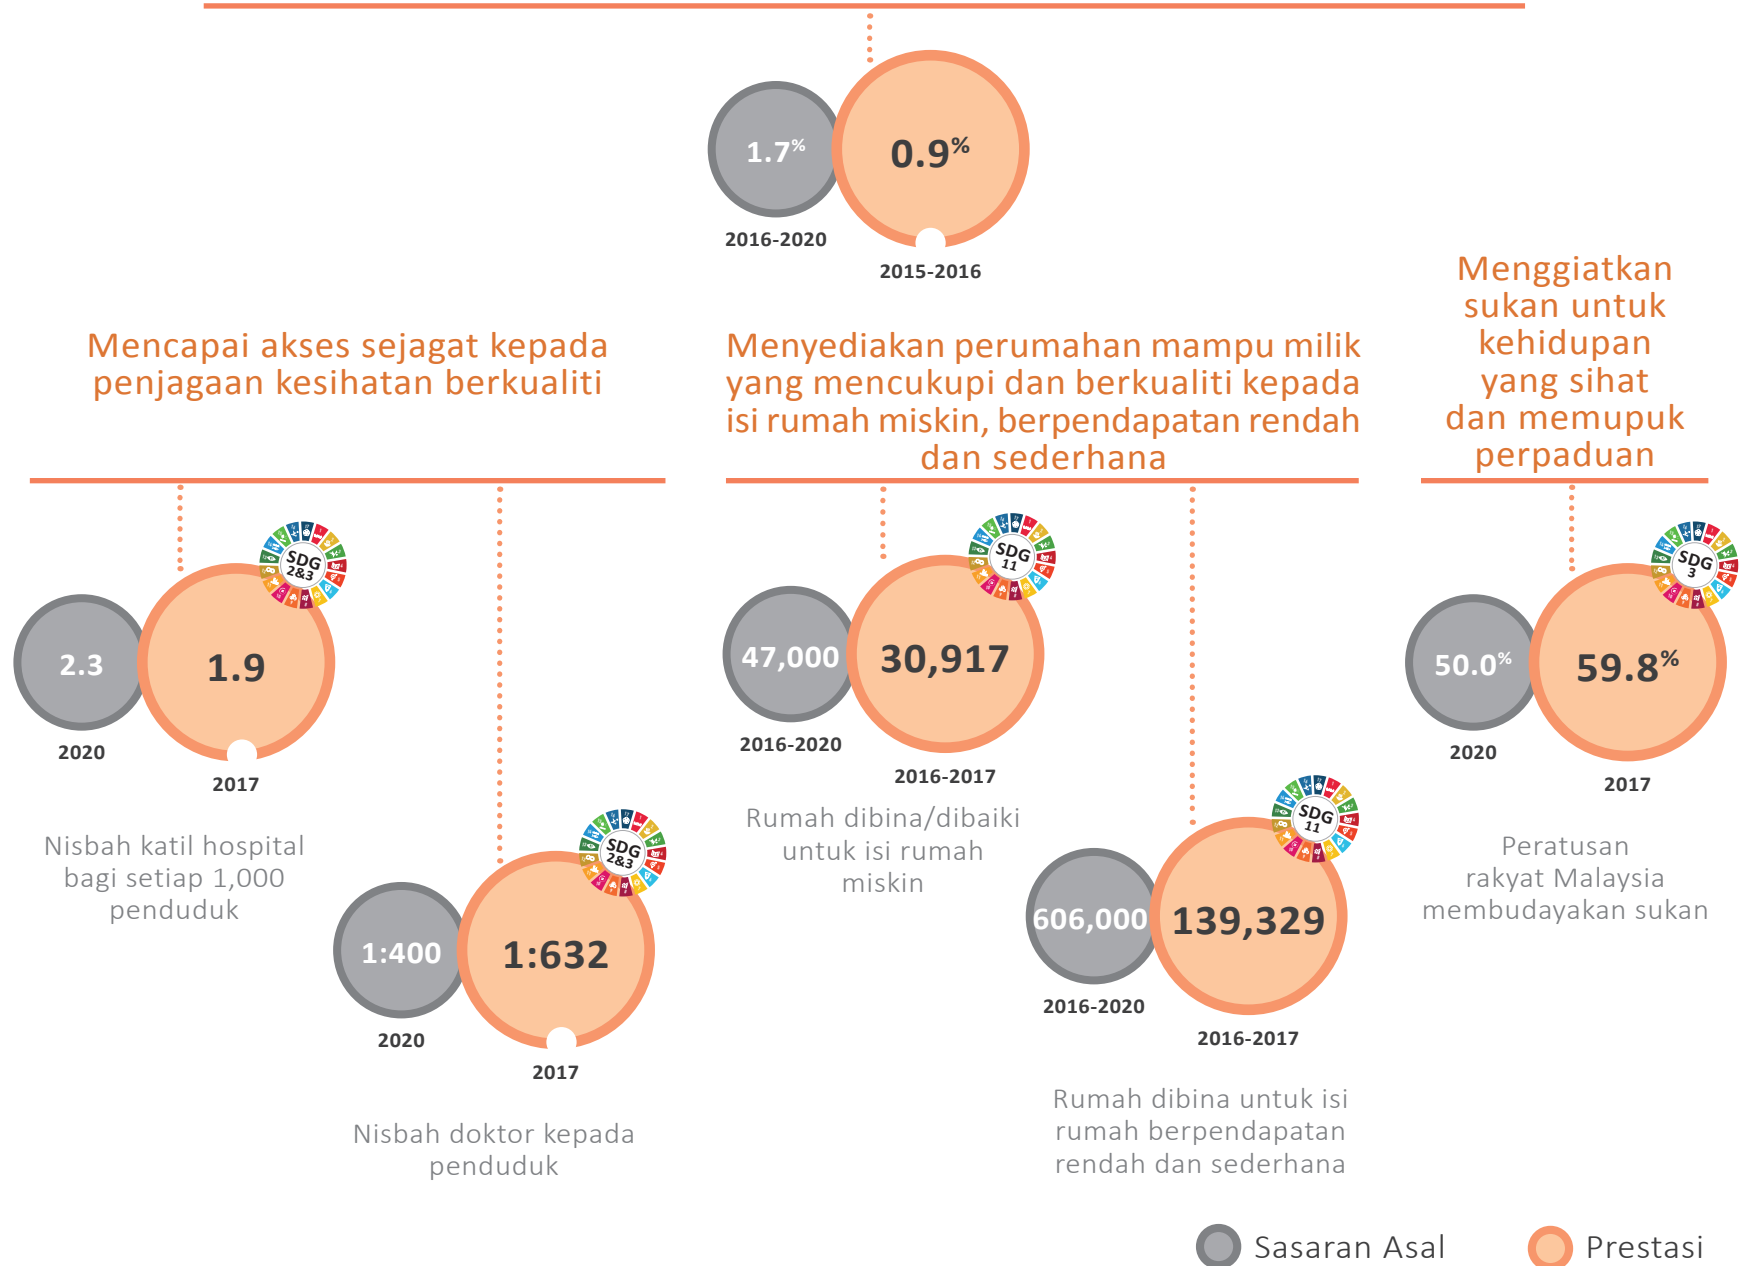 1.7%
0.9%
2016-2020
2015-2016
Mencapai akses sejagat kepada
penjagaan kesihatan berkualiti
SDG
2&3
2.3
1.9
2020
2017
Nisbah katil hospital
bagi setiap 1,000
penduduk
SDG
2&3
1:400
1:632
2020
2017
Nisbah doktor kepada
penduduk
Menyediakan perumahan mampu milik
yang mencukupi dan berkualiti kepada
isi rumah miskin, berpendapatan rendah
dan sederhana
SDG
11
47,000
30,917
2016-2020
2016-2017
Rumah dibina/dibaiki
untuk isi rumah
miskin
SDG
11
606,000
139,329
2016-2020
2016-2017
Rumah dibina untuk isi
rumah berpendapatan
rendah dan sederhana
Menggiatkan
sukan untuk
kehidupan
yang sihat
dan memupuk
perpaduan
SDG
3
50.0%
59.8%
2020
2017
Peratusan
rakyat Malaysia
membudayakan sukan
Sasaran Asal
Prestasi